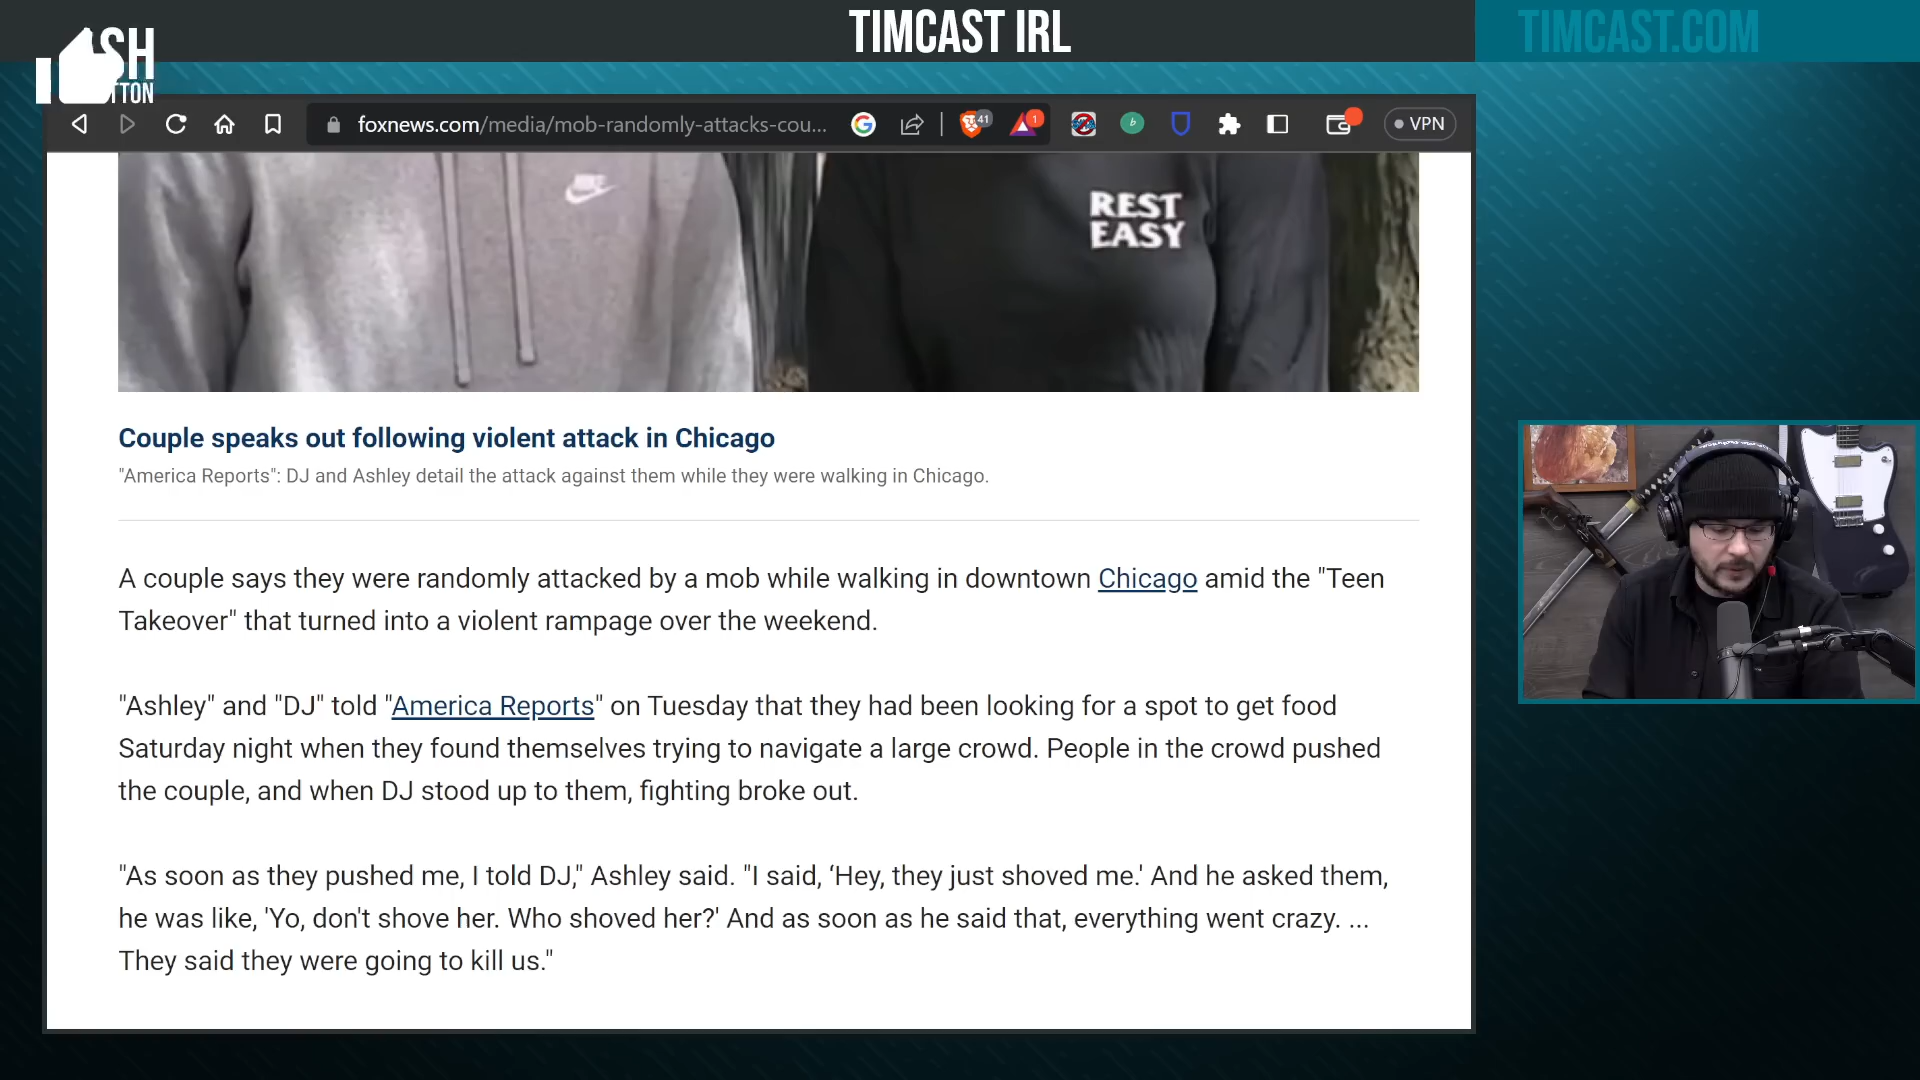 TIMCAST IRL
TIMCAST.COM
SH
TTON
foxnews.com/media/mob-randomly-attacks-cou...
41
1
b
VPN
REST
EASY
Couple speaks out following violent attack in Chicago
"America Reports": DJ and Ashley detail the attack against them while they were walking in Chicago.
A couple says they were randomly attacked by a mob while walking in downtown Chicago amid the "Teen
Takeover" that turned into a violent rampage over the weekend.
"Ashley" and "DJ" told "America Reports" on Tuesday that they had been looking for a spot to get food
Saturday night when they found themselves trying to navigate a large crowd. People in the crowd pushed
the couple, and when DJ stood up to them, fighting broke out.
"As soon as they pushed me, I told DJ," Ashley said. "I said, ‘Hey, they just shoved me.' And he asked them,
he was like, 'Yo, don't shove her. Who shoved her?' And as soon as he said that, everything went crazy. ...
They said they were going to kill us."